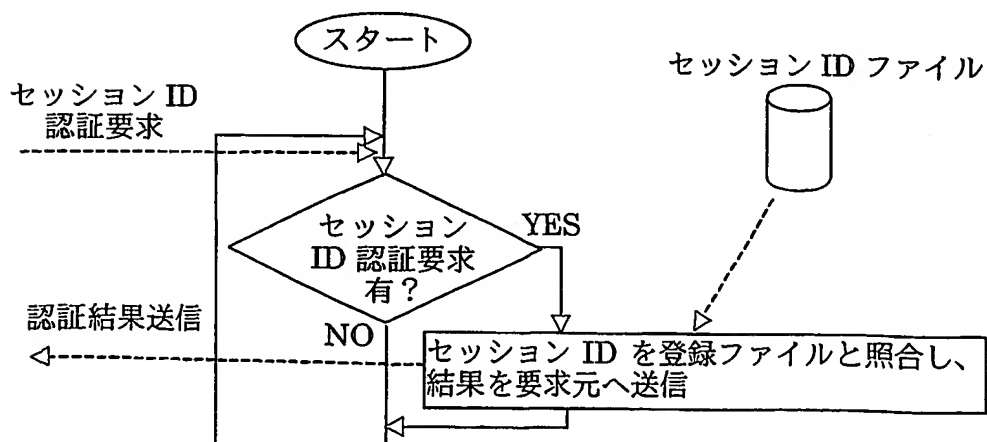 スタート
セッション ID ファイル
セッション ID
認証要求
セッション
ID 認証要求
有？
YES
認証結果送信
NO
セッション ID を登録ファイルと照合し、
結果を要求元へ送信